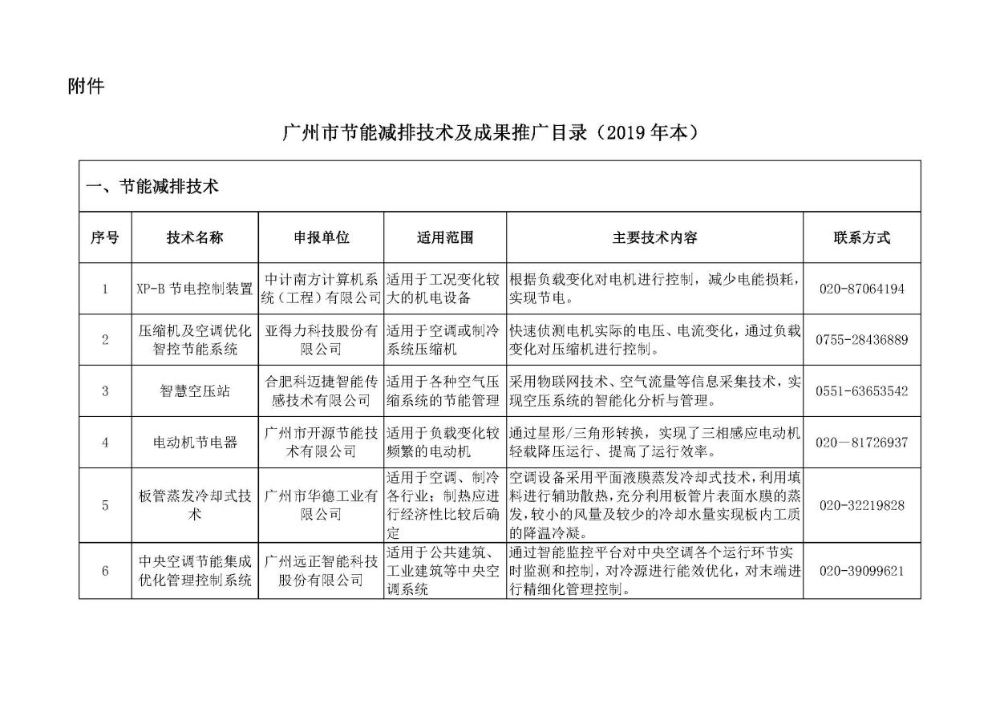 附件
广州市节能减排技术及成果推广目录（2019 年本）
一、节能减排技术
序号
技术名称
申报单位
适用范围
主要技术内容
联系方式
1
XP-B 节电控制装置
中计南方计算机系
统（工程）有限公司
适用于工况变化较
大的机电设备
根据负载变化对电机进行控制，减少电能损耗，
实现节电。
020-87064194
2
压缩机及空调优化
智控节能系统
亚得力科技股份有
限公司
适用于空调或制冷
系统压缩机
快速侦测电机实际的电压、电流变化，通过负载
变化对压缩机进行控制。
0755-28436889
3
智慧空压站
合肥科迈捷智能传
感技术有限公司
适用于各种空气压
缩系统的节能管理
采用物联网技术、空气流量等信息采集技术，实
现空压系统的智能化分析与管理。
0551-63653542
4
电动机节电器
广州市开源节能技
术有限公司
适用于负载变化较
频繁的电动机
通过星形/三角形转换，实现了三相感应电动机
轻载降压运行、提高了运行效率。
020－81726937
5
板管蒸发冷却式技
术
广州市华德工业有
限公司
适用于空调、制冷
各行业；制热应进
行经济性比较后确
定
空调设备采用平面液膜蒸发冷却式技术，利用填
料进行辅助散热，充分利用板管片表面水膜的蒸
发，较小的风量及较少的冷却水量实现板内工质
的降温冷凝。
020-32219828
6
中央空调节能集成
优化管理控制系统
广州远正智能科技
股份有限公司
适用于公共建筑、
工业建筑等中央空
调系统
通过智能监控平台对中央空调各个运行环节实
时监测和控制，对冷源进行能效优化，对末端进
行精细化管理控制。
020-39099621